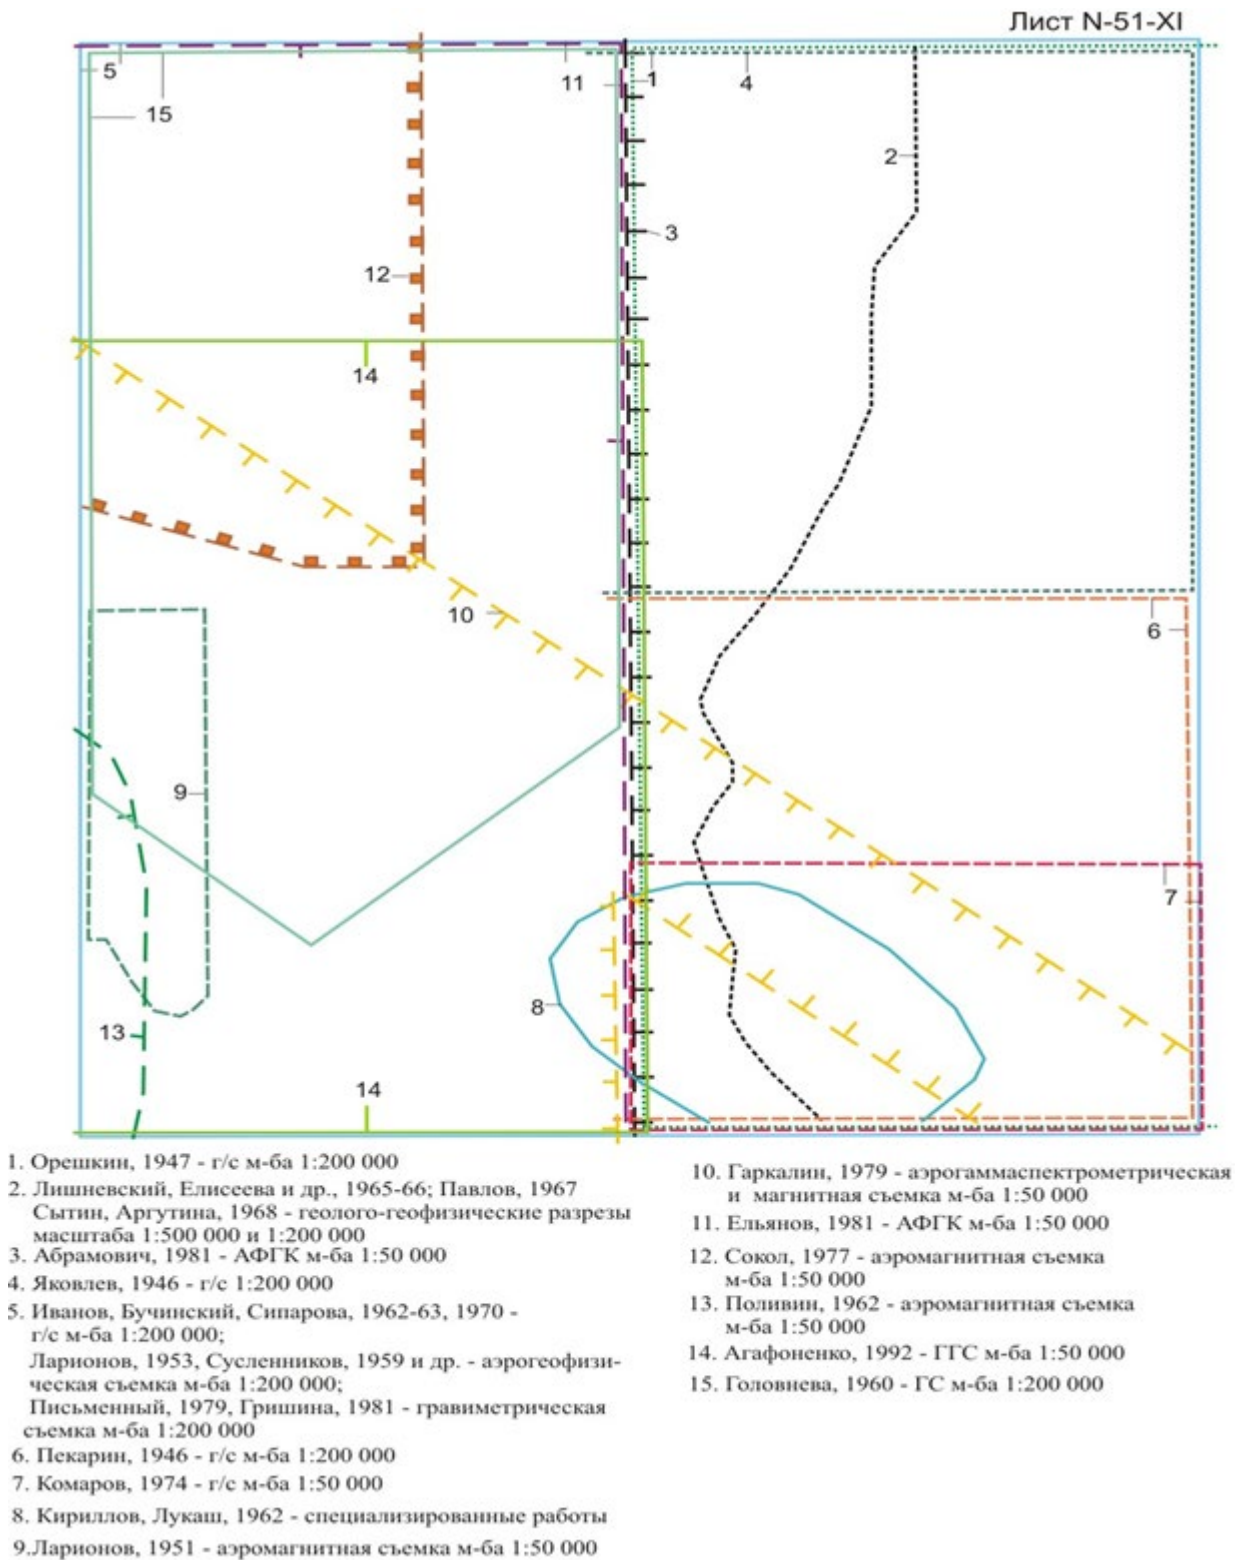 Лист N-51-XI
5
15
11
1
4
2
3
12
14
10
6
9
7
8
13
14
1. Орешкин, 1947 - г/с м-ба 1:200 000
2. Лишневский, Елисеева и др., 1965-66; Павлов, 1967
Сытин, Аргутина, 1968 - геолого-геофизические разрезы
масштаба 1:500 000 и 1:200 000
3. Абрамович, 1981 - АФГК м-ба 1:50 000
4. Яковлев, 1946 - г/с 1:200 000
5. Иванов, Бучинский, Сипарова, 1962-63, 1970 -
г/с м-ба 1:200 000;
Ларионов, 1953, Сусленников, 1959 и др. - аэрогеофизи-
ческая съемка м-ба 1:200 000;
Письменный, 1979, Гришина, 1981 - гравиметрическая
съемка м-ба 1:200 000
6. Пекарин, 1946 - г/с м-ба 1:200 000
7. Комаров, 1974 - г/с м-ба 1:50 000
8. Кириллов, Лукаш, 1962 - специализированные работы
9.Ларионов, 1951 - аэромагнитная съемка м-ба 1:50 000
10. Гаркалин, 1979 - аэрогаммаспектрометрическая
и магнитная съемка м-ба 1:50 000
11. Ельянов, 1981 - АФГК м-ба 1:50 000
12. Сокол, 1977 - аэромагнитная съемка
м-ба 1:50 000
13. Поливин, 1962 - аэромагнитная съемка
м-ба 1:50 000
14. Агафоненко, 1992 - ГГС м-ба 1:50 000
15. Головнева, 1960 - ГС м-ба 1:200 000